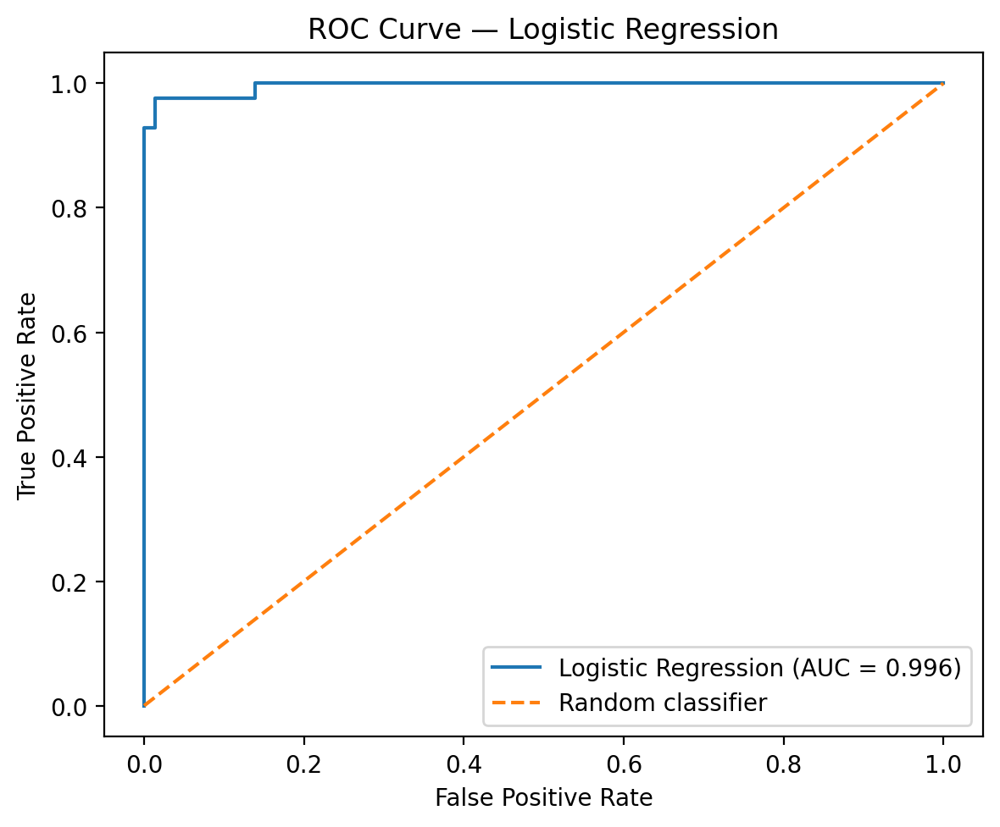 ROC Curve — Logistic Regression
True Positive Rate
1.0
0.8
0.6
0.4
0.2
0.0
Logistic Regression (AUC = 0.996)
Random classifier
0.0 0.2 0.4 0.6 0.8 1.0
False Positive Rate